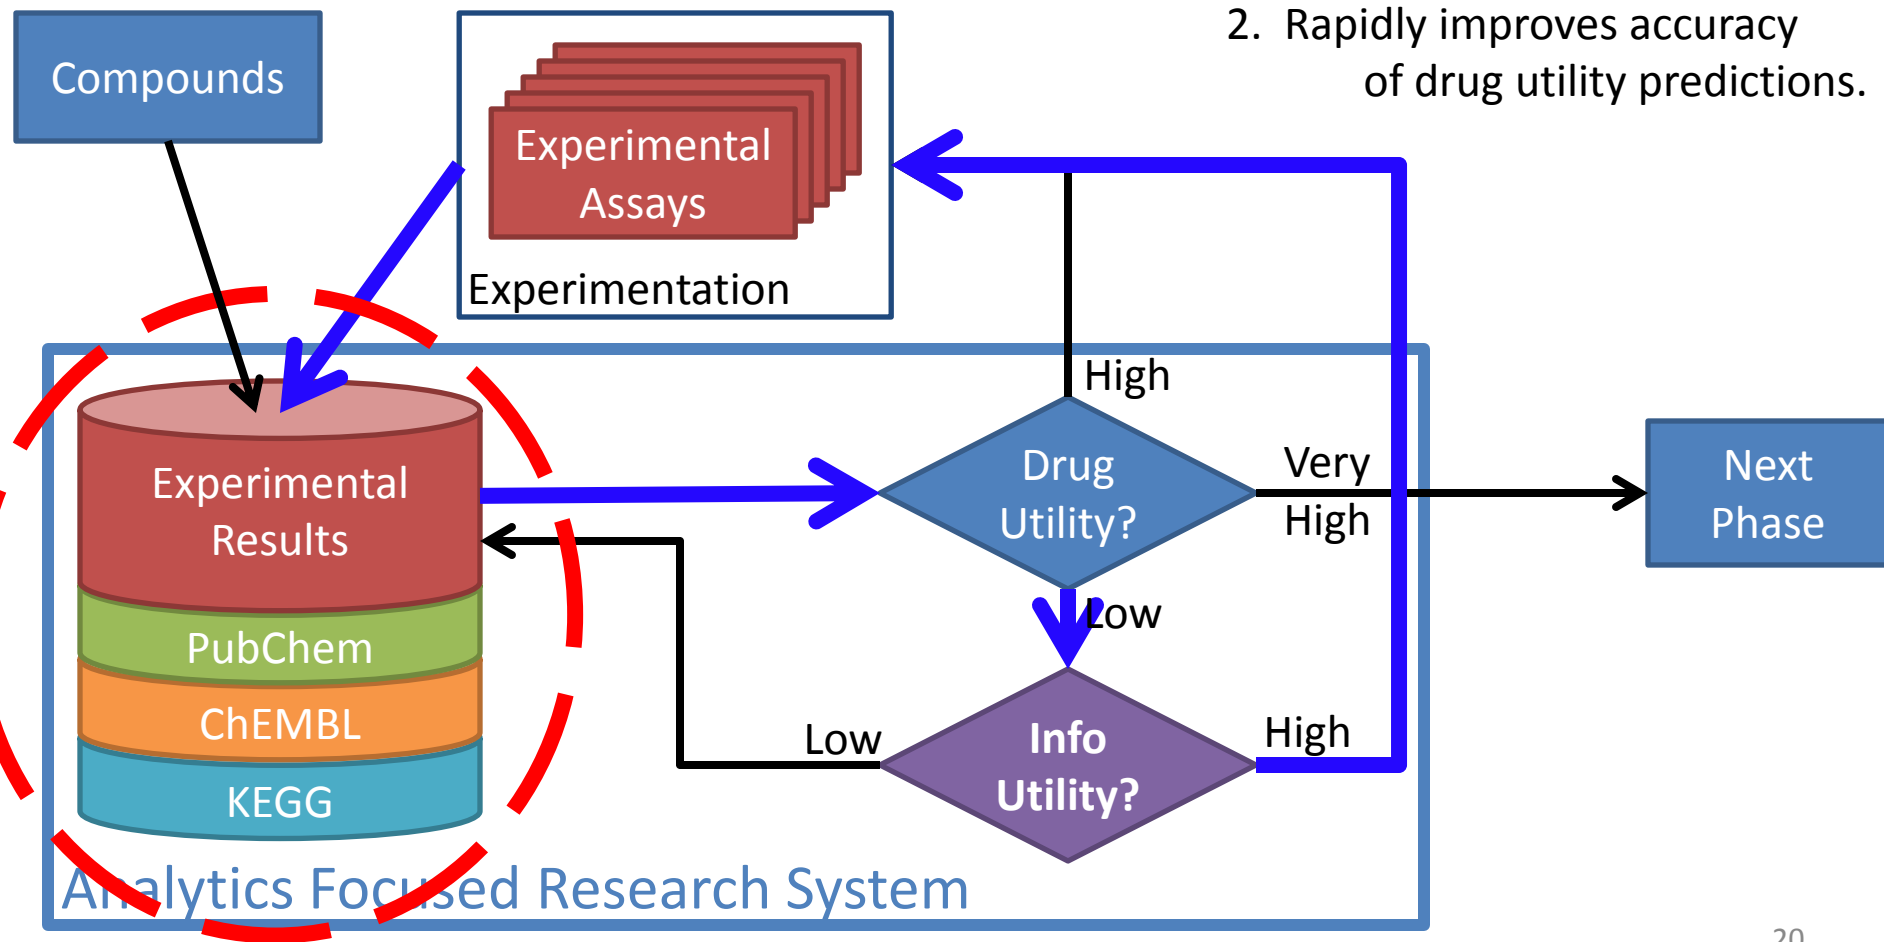 2. Rapidly improves accuracy
of drug utility predictions.
Compounds
Experimental
Assays
Experimentation
High
Experimental
Results
Drug
Utility?
Very
High
Next
Phase
Low
PubChem
ChEMBL
KEGG
Low
Info
Utility?
High
Analytics Focused Research System
20